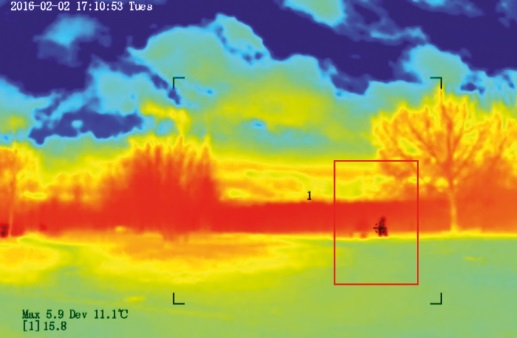 2016-02-02 17:10:53 Tues
1
Max 5.9 Dev 11.1℃
[1]15.8